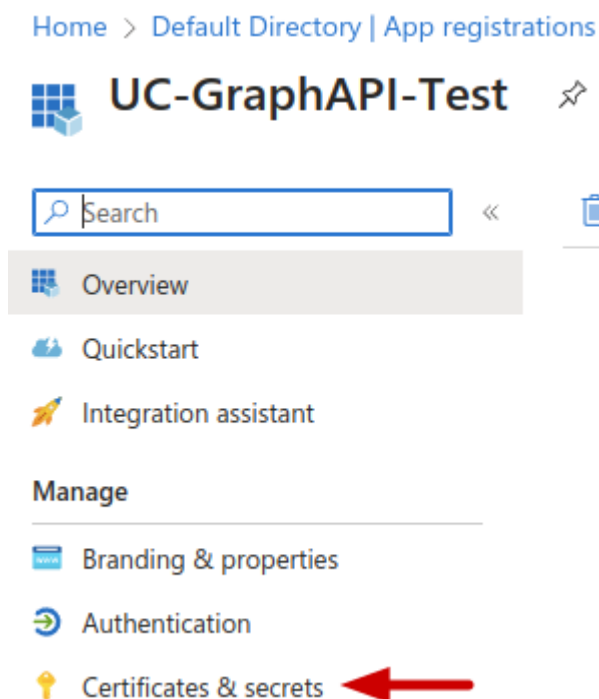 Home > Default Directory | App registrations
UC-GraphAPI-Test
Search
Overview
Quickstart
Integration assistant
Manage
Branding & properties
Authentication
Certificates & secrets